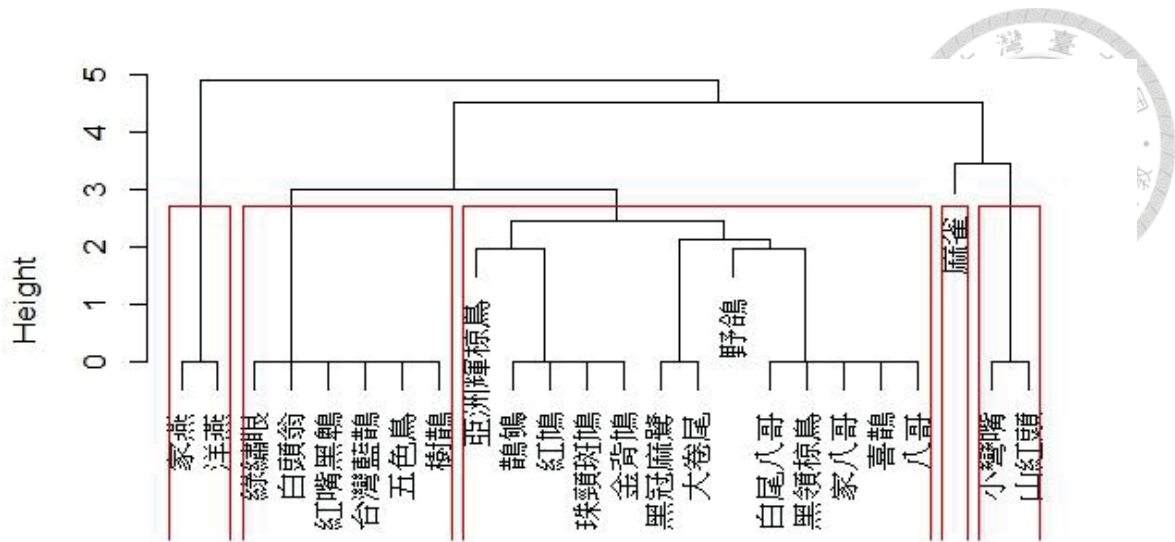 灣 臺
Height
5
4
3
2
1
0
家燕
洋燕
綠繡眼
白頭翁
紅嘴黑鵯
台灣藍鵲
五色鳥
樹鵲
亞洲輝椋鳥
鵲鴝
紅鳩
珠頸斑鳩
金背鳩
黑冠麻鷺
大卷尾
野鴿
白尾八哥
黑領椋鳥
家八哥
喜鵲
八哥
麻雀
小彎嘴
山紅頭